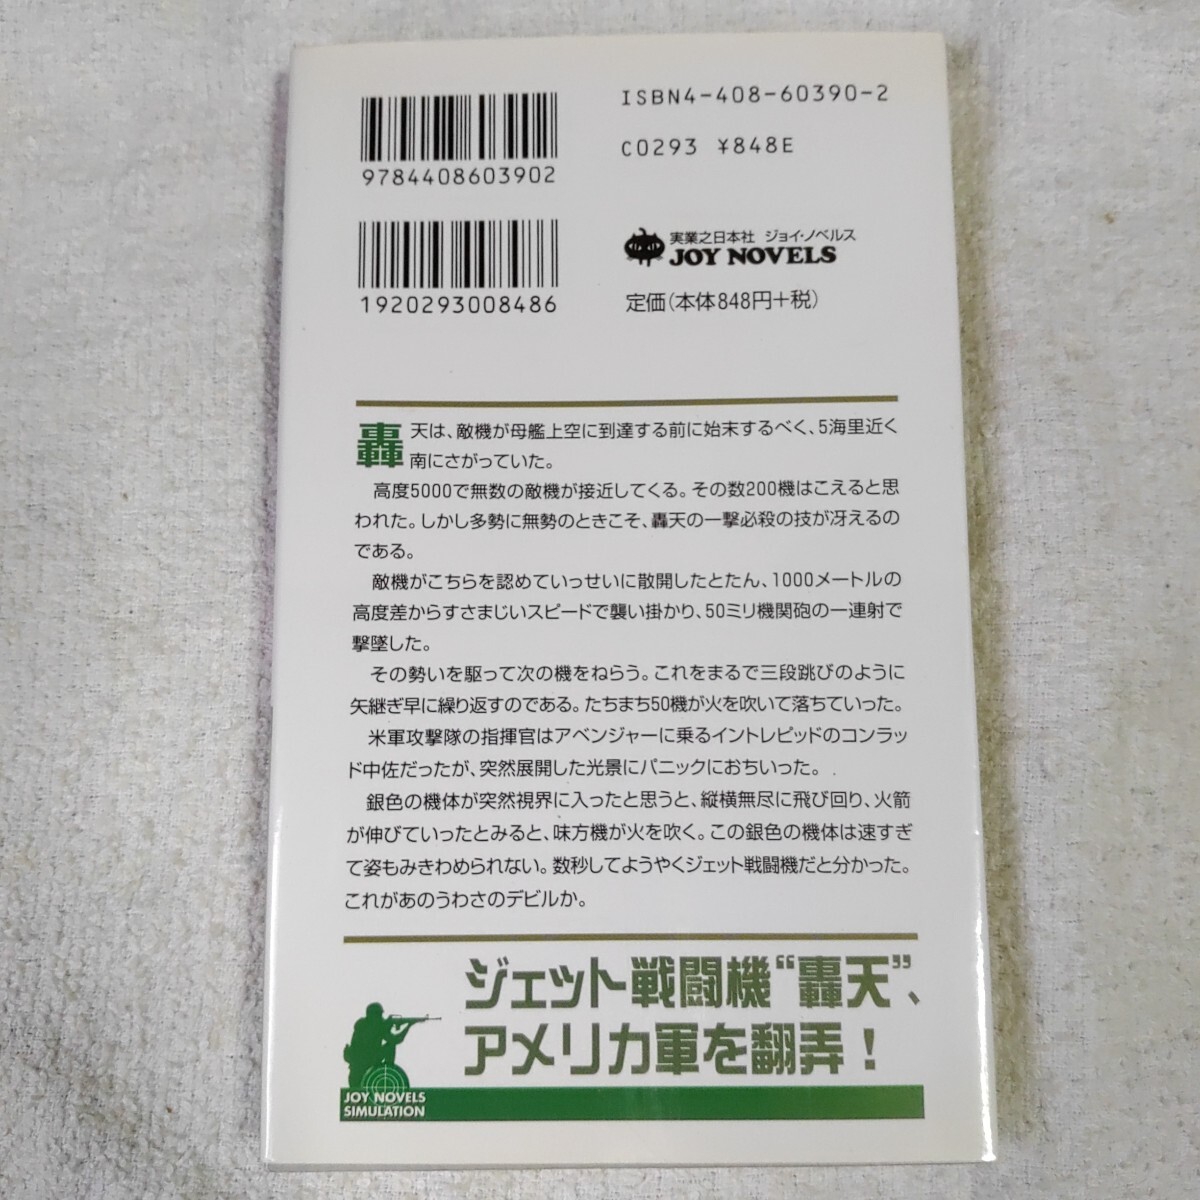 ISBN4-408-60390-2
C0293 ¥848E
9784408603902
1920293008486
実業之日本社 ジョイ・ノベルス
JOY NOVELS
定価(本体848円+税)
轟天は、敵機が母艦上空に到達する前に始末するべく、5海里近く
南にさがっていた。
高度5000で無数の敵機が接近してくる。その数200機はこえると思
われた。しかし多勢に無勢のときこそ、轟天の一撃必殺の技が冴えるの
である。
敵機がこちらを認めていっせいに散開したとたん、1000メートルの
高度差からすさまじいスピードで襲い掛かり、50ミリ機関砲の一連射で
撃墜した。
その勢いを駆って次の機をねらう。これをまるで三段跳びのように
矢継ぎ早に繰り返すのである。たちまち50機が火を吹いて落ちていった。
米軍攻撃隊の指揮官はアベンジャーに乗るイントレピッドのコンラッ
ド中佐だったが、突然展開した光景にパニックにおちいった。
銀色の機体が突然視界に入ったと思うと、縦横無尽に飛び回り、火箭
が伸びていったとみると、味方機が火を吹く。この銀色の機体は速すぎ
て姿もみきわめられない。数秒してようやくジェット戦闘機だと分かった。
これがあのうわさのデビルか。
ジェット戦闘機“轟天”、
アメリカ軍を翻弄！
JOY NOVELS
SIMULATION